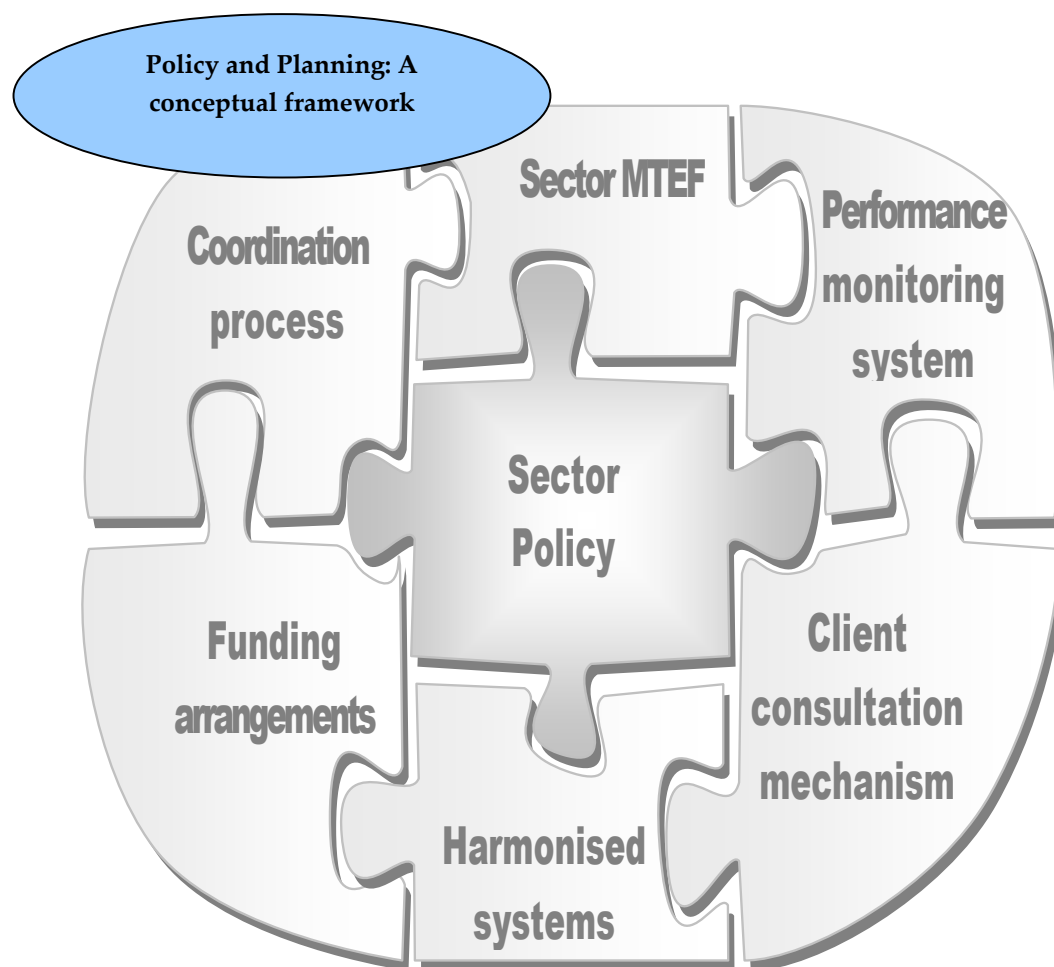 Policy and Planning: A
conceptual framework
Sector MTEF
Coordination
process
Performance
monitoring
system
Sector
Policy
Funding
arrangements
Client
consultation
mechanism
Harmonised
systems